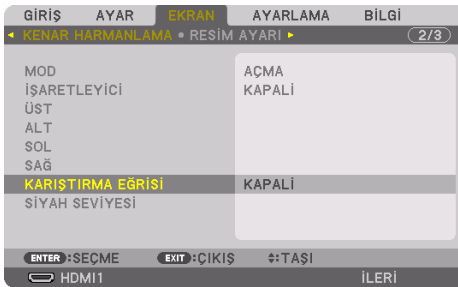 GİRİŞ AYAR EKRAN AYARLAMA BİLGİ
KENAR HARMANLAMA • RESİM AYARI 2/3
MOD AÇMA
İŞARETLEYİCİ KAPALİ
ÜST
ALT
SOL
SAĞ
KARIŞTIRMA EĞRİSİ KAPALİ
SİYAH SEVİYESİ
ENTER :SEÇME EXIT :ÇIKIŞ :TAŞI
HDMI1 İLERİ